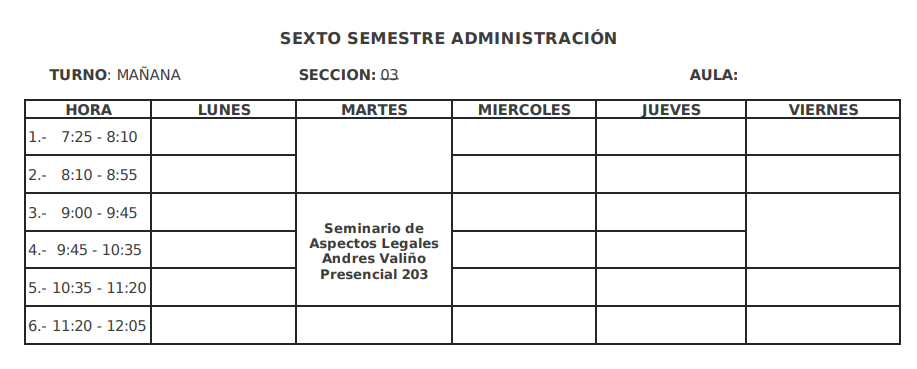 SEXTO SEMESTRE ADMINISTRACIÓN
TURNO: MAÑANA SECCION: 03 AULA:
HORA LUNES MARTES MIERCOLES JUEVES VIERNES
1.- 7:25 - 8:10
2.- 8:10 - 8:55
3.- 9:00 - 9:45
4.- 9:45 - 10:35
5.- 10:35 - 11:20
6.- 11:20 - 12:05
Seminario de
Aspectos Legales
Andres Valiño
Presencial 203